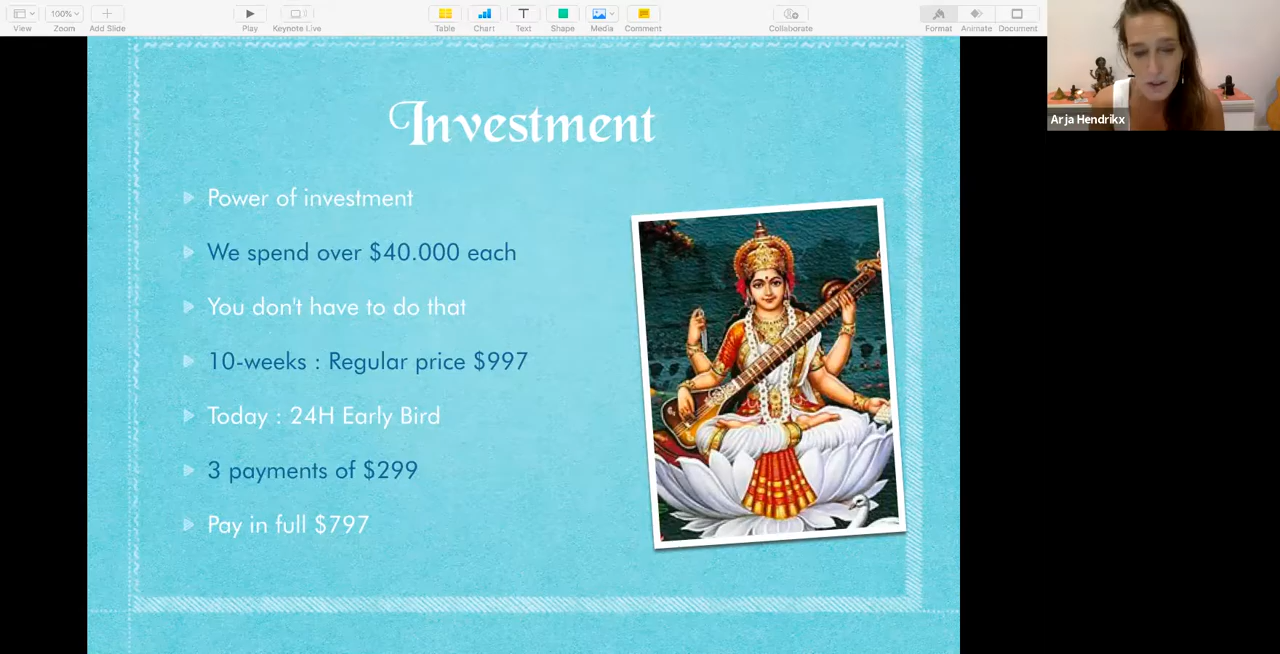 100%
View
Zoom
Add Slide
Play
Keynote Live
Table
Chart
Text
Shape
Media
Comment
Collaborate
Format
Animate
Document
Arja Hendrikx
Investment
Power of investment
We spend over $40.000 each
You don't have to do that
10-weeks : Regular price $997
Today : 24H Early Bird
3 payments of $299
Pay in full $797